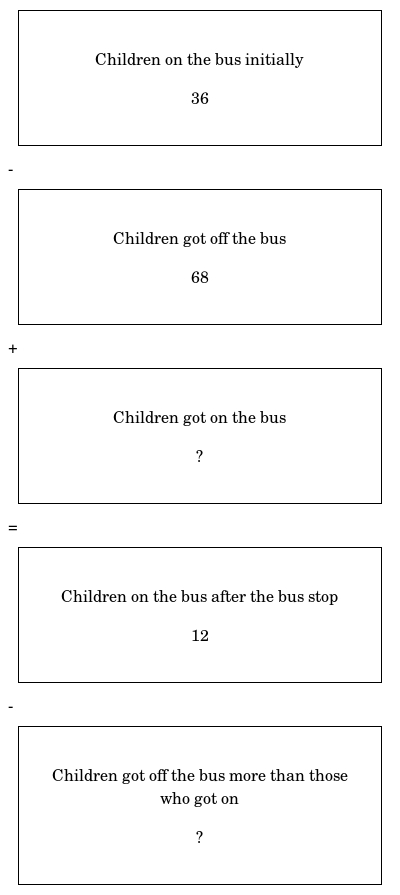 Children on the bus initially
36
-
Children got off the bus
68
+
Children got on the bus
?
=
Children on the bus after the bus stop
12
-
Children got off the bus more than those
who got on
?